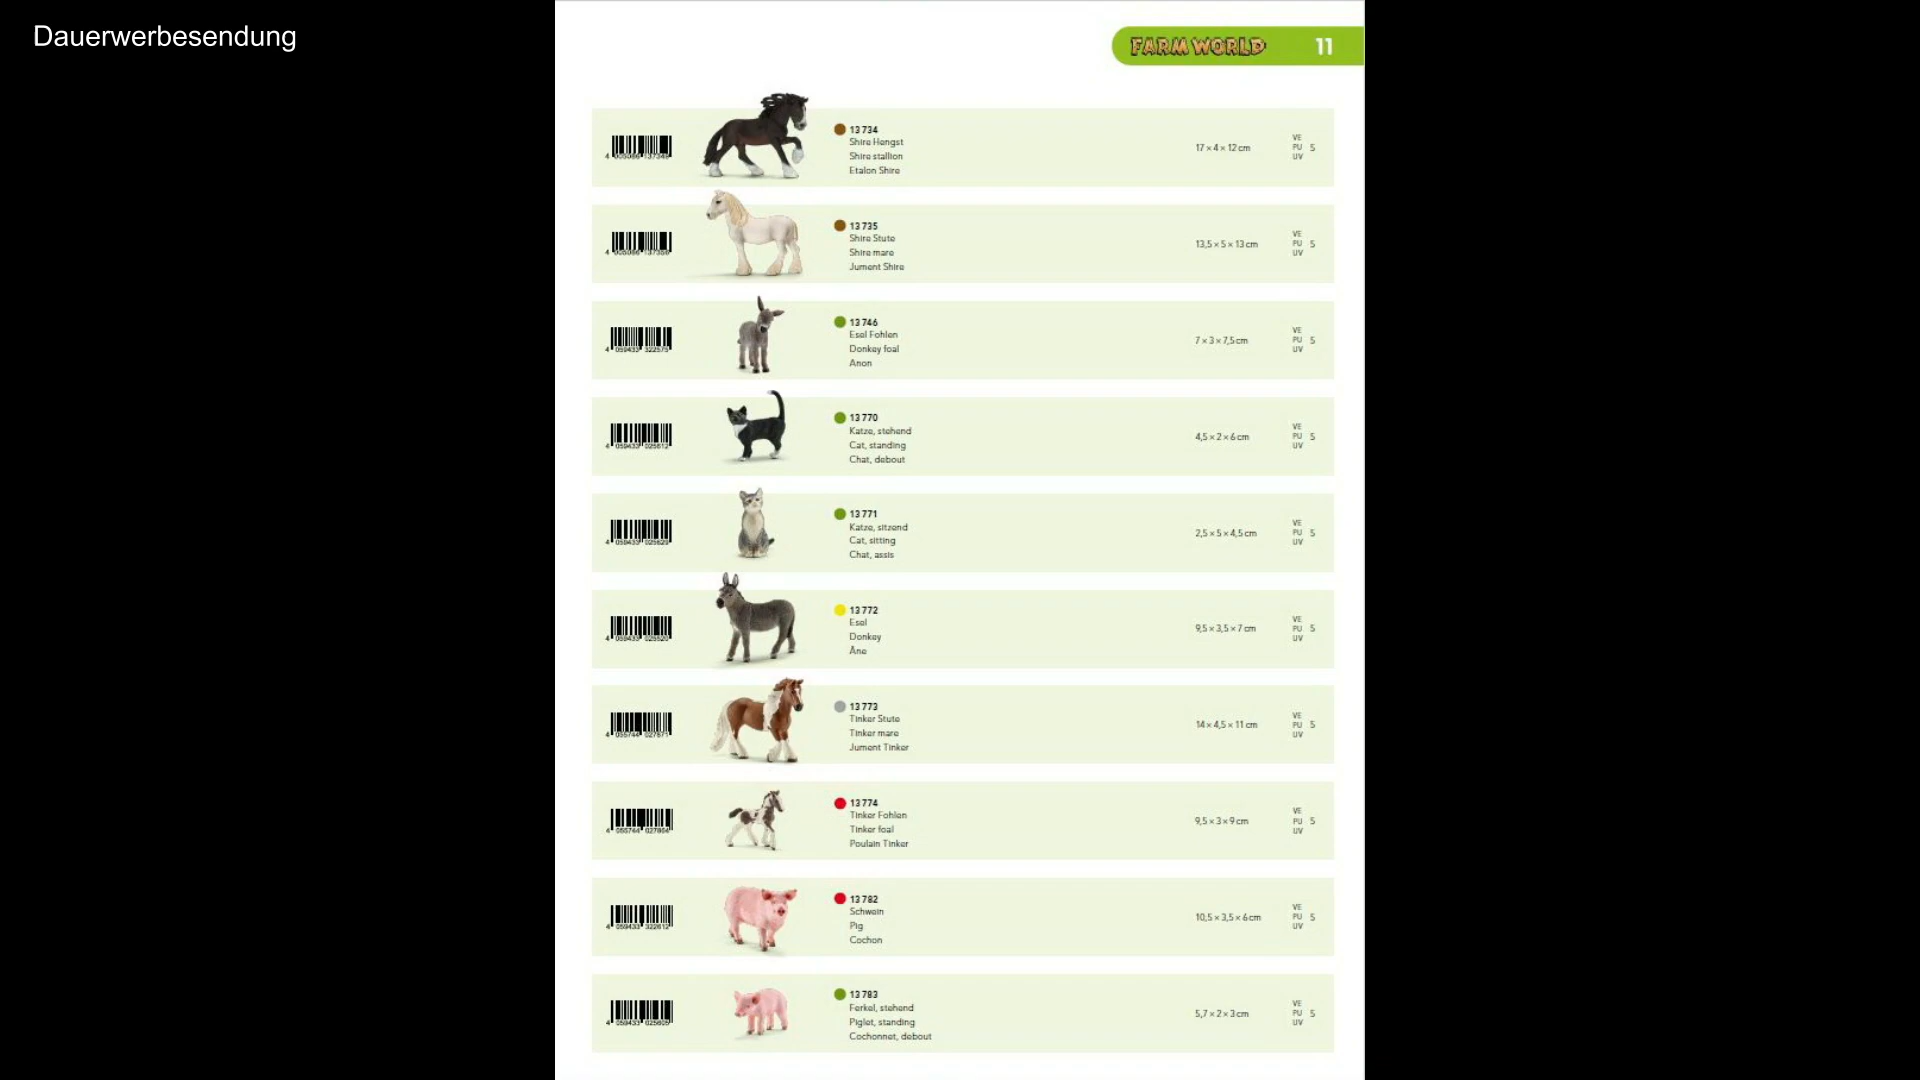 Dauerwerbesendung
FARM WORLD 11
13 734
Shire Hengst
Shire stallion
Etalon Shire
17 × 4 × 12 cm
VE
PU 5
UV
13 735
Shire Stute
Shire mare
Jument Shire
13,5 × 5 × 13 cm
VE
PU 5
UV
13 746
Esel Fohlen
Donkey foal
Anon
7 × 3 × 7,5 cm
VE
PU 5
UV
13 770
Katze, stehend
Cat, standing
Chat, debout
4,5 × 2 × 6 cm
VE
PU 5
UV
13 771
Katze, sitzend
Cat, sitting
Chat, assis
2,5 × 5 × 4,5 cm
VE
PU 5
UV
13 772
Esel
Donkey
Âne
9,5 × 3,5 × 7 cm
VE
PU 5
UV
13 773
Tinker Stute
Tinker mare
Jument Tinker
14 × 4,5 × 11 cm
VE
PU 5
UV
13 774
Tinker Fohlen
Tinker foal
Poulain Tinker
9,5 × 3 × 9 cm
VE
PU 5
UV
13 782
Schwein
Pig
Cochon
10,5 × 3,5 × 6 cm
VE
PU 5
UV
13 783
Ferkel, stehend
Piglet, standing
Cochonnet, debout
5,7 × 2 × 3 cm
VE
PU 5
UV